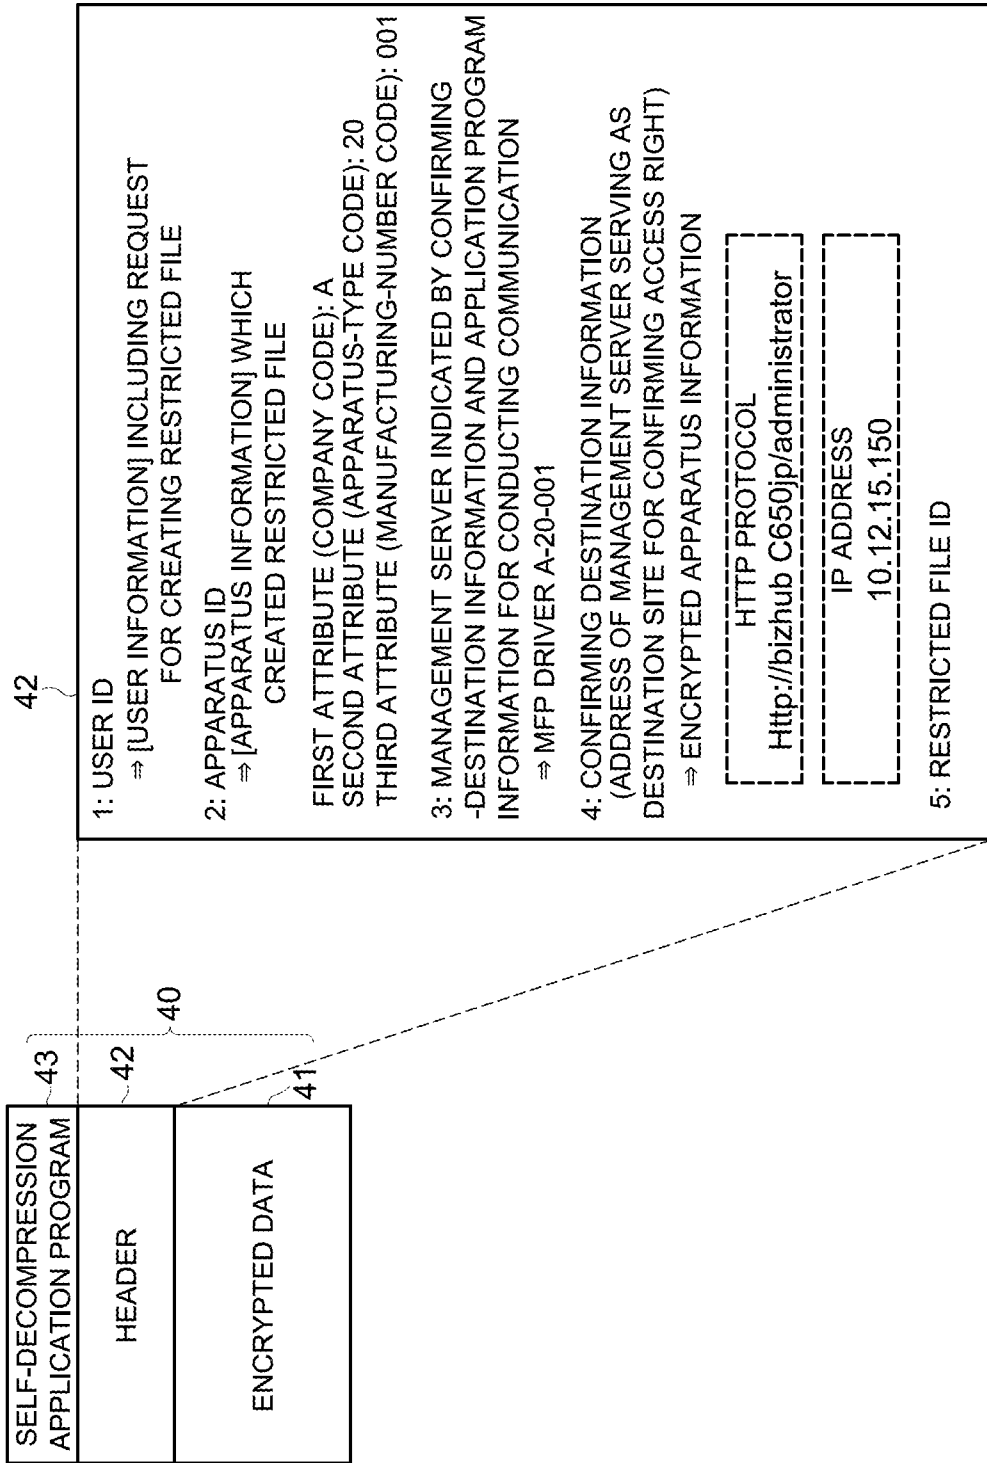 SELF-DECOMPRESSION
APPLICATION PROGRAM
43
HEADER
42
40
ENCRYPTED DATA
41
42
1: USER ID
⇒ [USER INFORMATION] INCLUDING REQUEST
FOR CREATING RESTRICTED FILE
2: APPARATUS ID
⇒ [APPARATUS INFORMATION] WHICH
CREATED RESTRICTED FILE
FIRST ATTRIBUTE (COMPANY CODE): A
SECOND ATTRIBUTE (APPARATUS-TYPE CODE): 20
THIRD ATTRIBUTE (MANUFACTURING-NUMBER CODE): 001
3: MANAGEMENT SERVER INDICATED BY CONFIRMING
-DESTINATION INFORMATION AND APPLICATION PROGRAM
INFORMATION FOR CONDUCTING COMMUNICATION
⇒ MFP DRIVER A-20-001
4: CONFIRMING DESTINATION INFORMATION
(ADDRESS OF MANAGEMENT SERVER SERVING AS
DESTINATION SITE FOR CONFIRMING ACCESS RIGHT)
⇒ ENCRYPTED APPARATUS INFORMATION
HTTP PROTOCOL
Http://bizhub C650jp/administrator
IP ADDRESS
10.12.15.150
5: RESTRICTED FILE ID